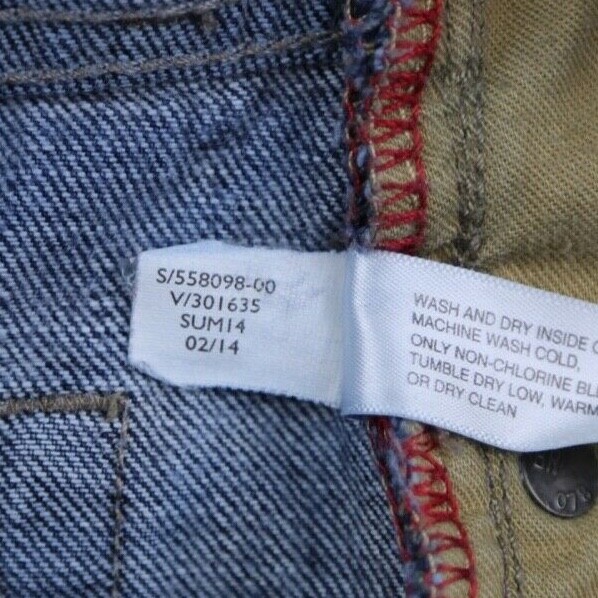 S/558098-00
V/301635
SUM14
02/14
WASH AND DRY INSIDE
MACHINE WASH COLD,
ONLY NON-CHLORINE
TUMBLE DRY LOW, WARM
OR DRY CLEAN